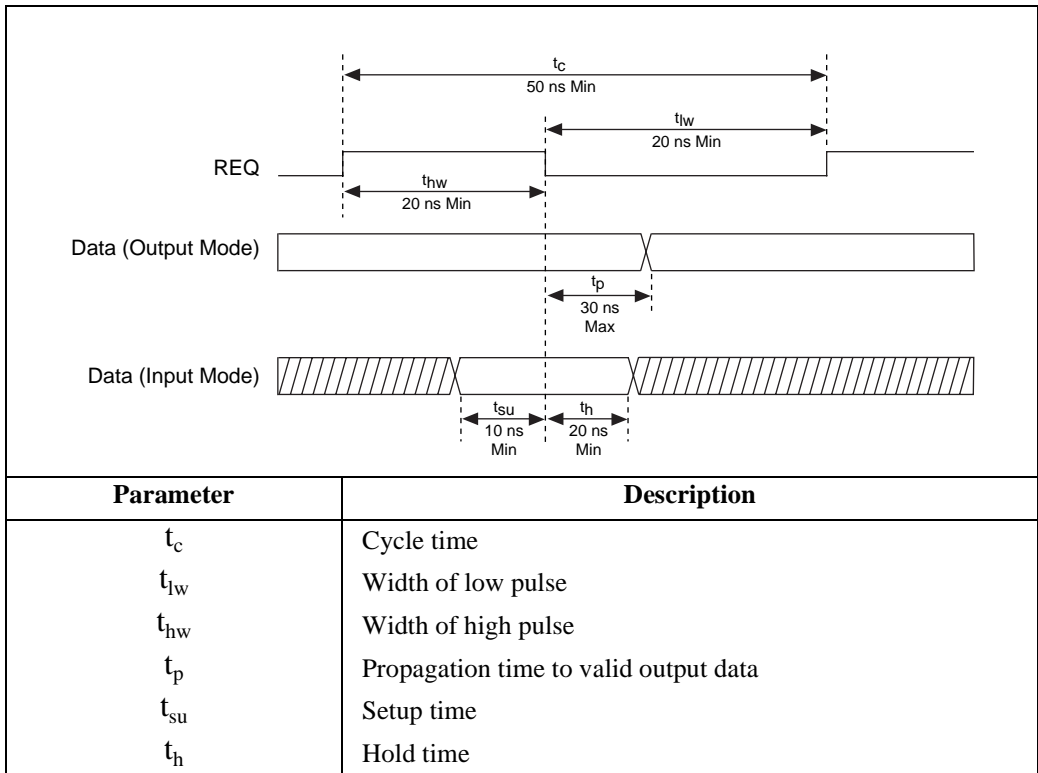 tC
50 ns Min
tlw
20 ns Min
REQ
thw
20 ns Min
Data (Output Mode)
tp
30 ns
Max
Data (Input Mode)
tsu
10 ns
Min
th
20 ns
Min
Parameter Description
tc Cycle time
tlw Width of low pulse
thw Width of high pulse
tp Propagation time to valid output data
tsu Setup time
th Hold time